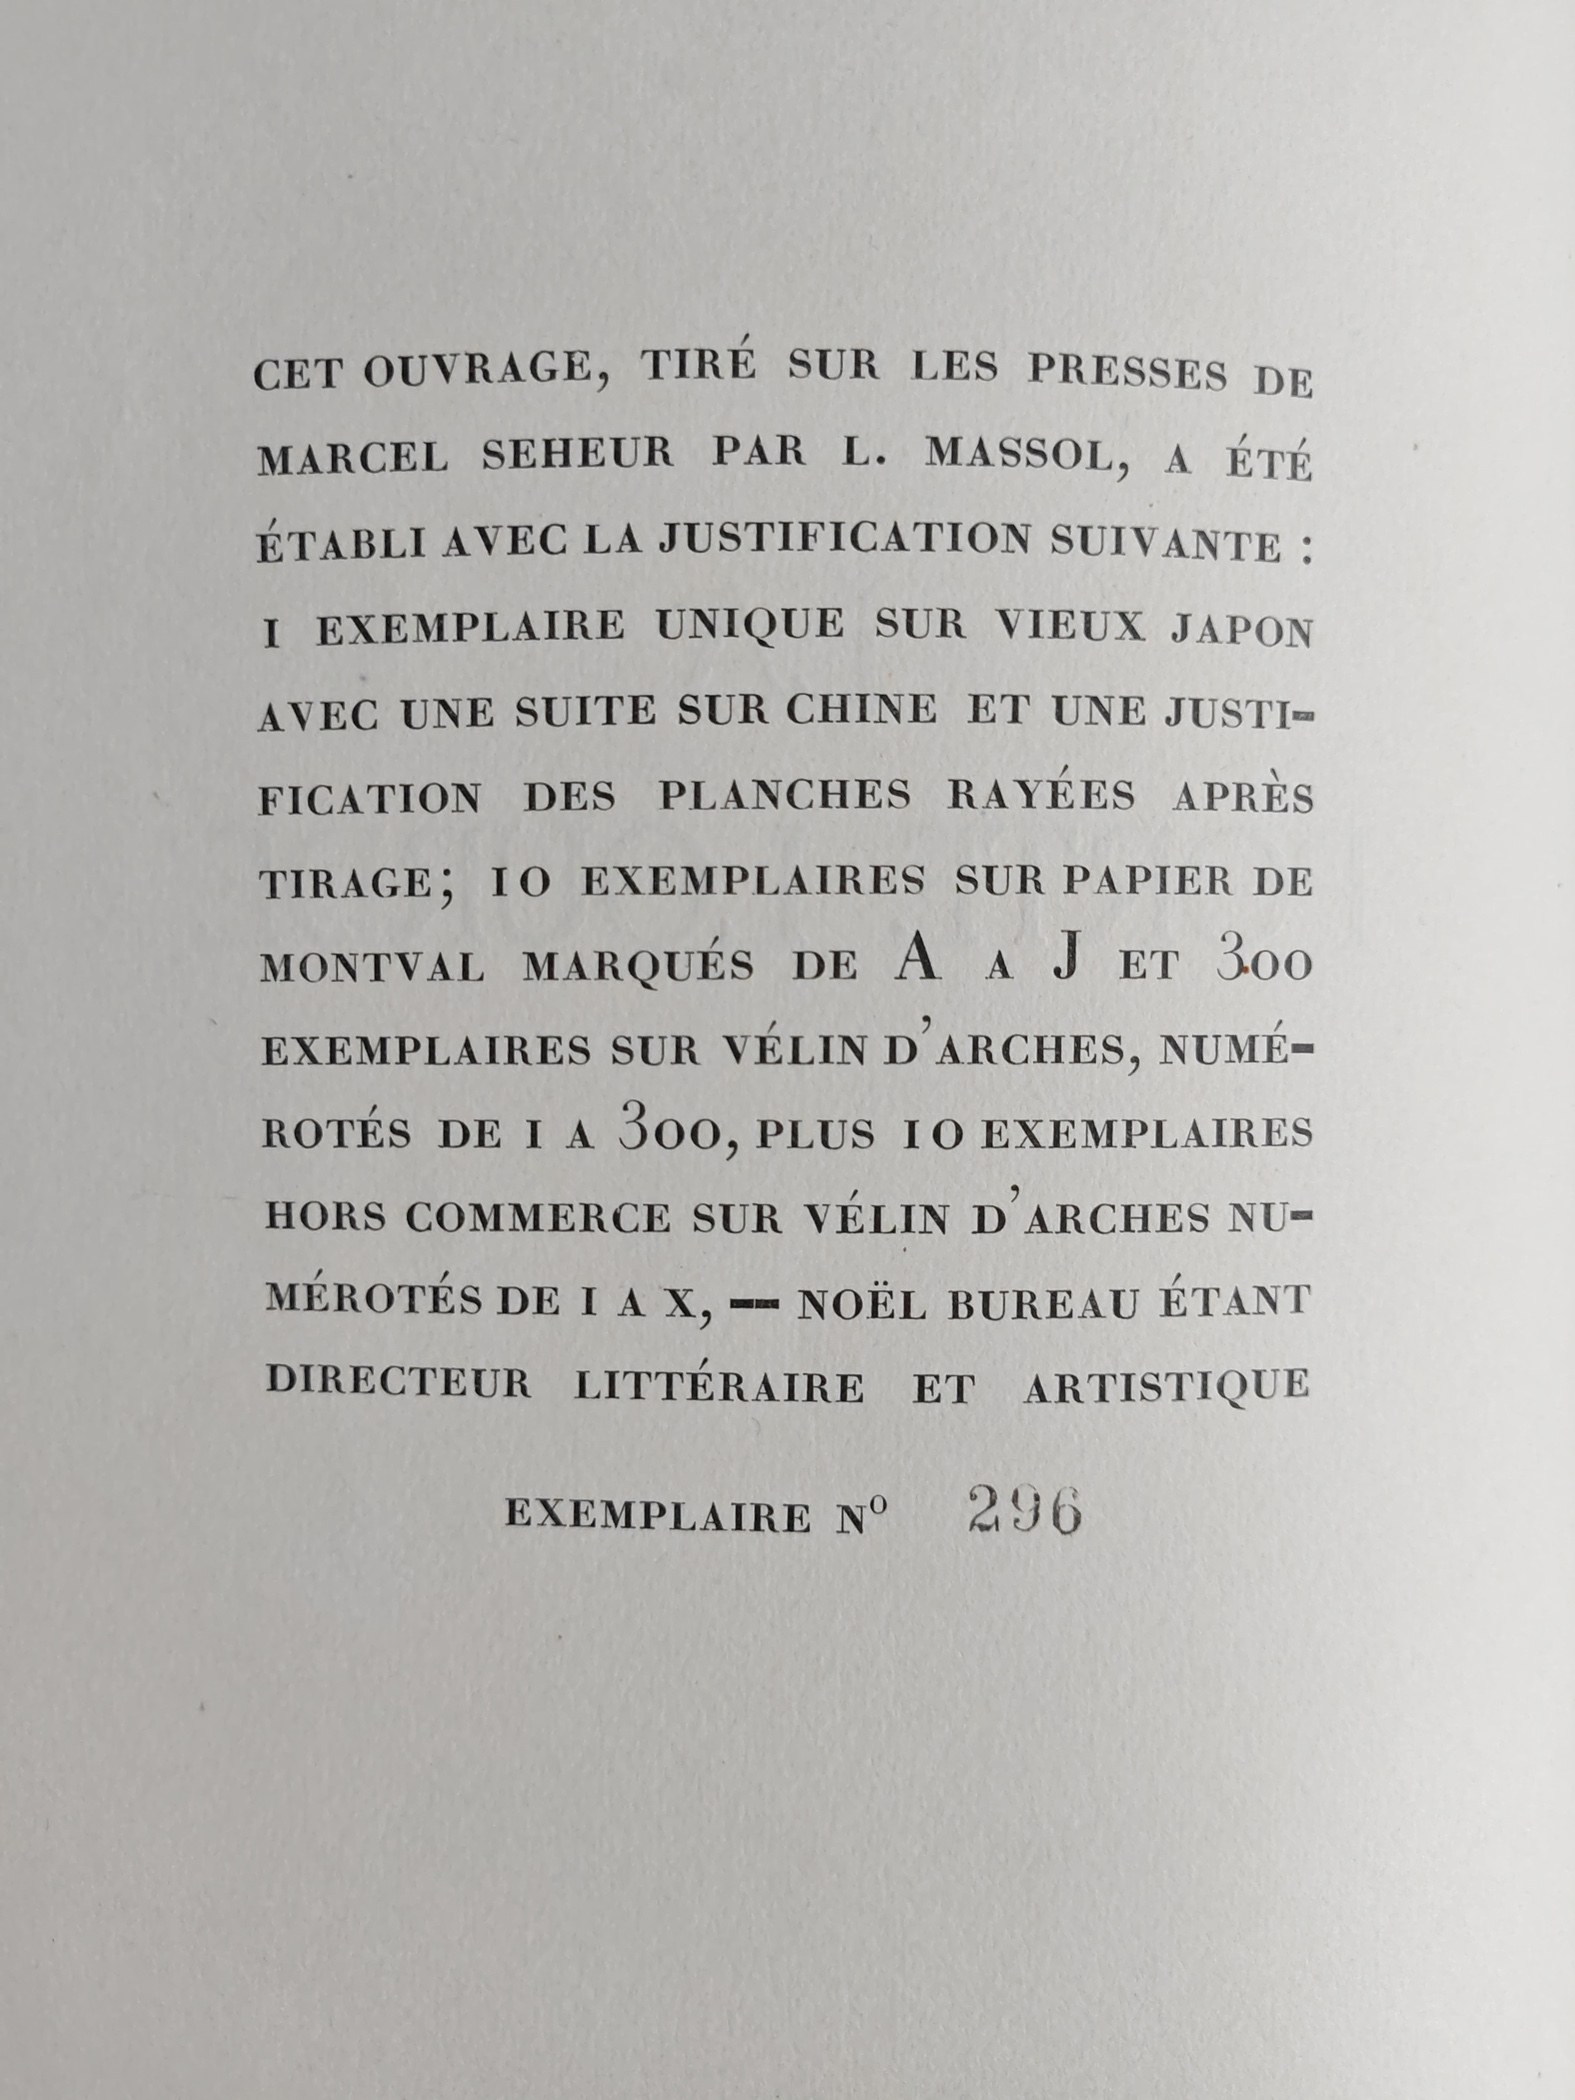 CET OUVRAGE, TIRÉ SUR LES PRESSES DE
MARCEL SEHEUR PAR L. MASSOL, A ÉTÉ
ÉTABLI AVEC LA JUSTIFICATION SUIVANTE :
I EXEMPLAIRE UNIQUE SUR VIEUX JAPON
AVEC UNE SUITE SUR CHINE ET UNE JUSTI-
FICATION DES PLANCHES RAYÉES APRÈS
TIRAGE; 10 EXEMPLAIRES SUR PAPIER DE
MONTVAL MARQUÉS DE A A J ET 300
EXEMPLAIRES SUR VÉLIN D'ARCHES, NUMÉ-
ROTÉS DE I A 300, PLUS 10 EXEMPLAIRES
HORS COMMERCE SUR VÉLIN D'ARCHES NU-
MÉROTÉS DE I A X, — NOËL BUREAU ÉTANT
DIRECTEUR LITTÉRAIRE ET ARTISTIQUE
EXEMPLAIRE Nº 296